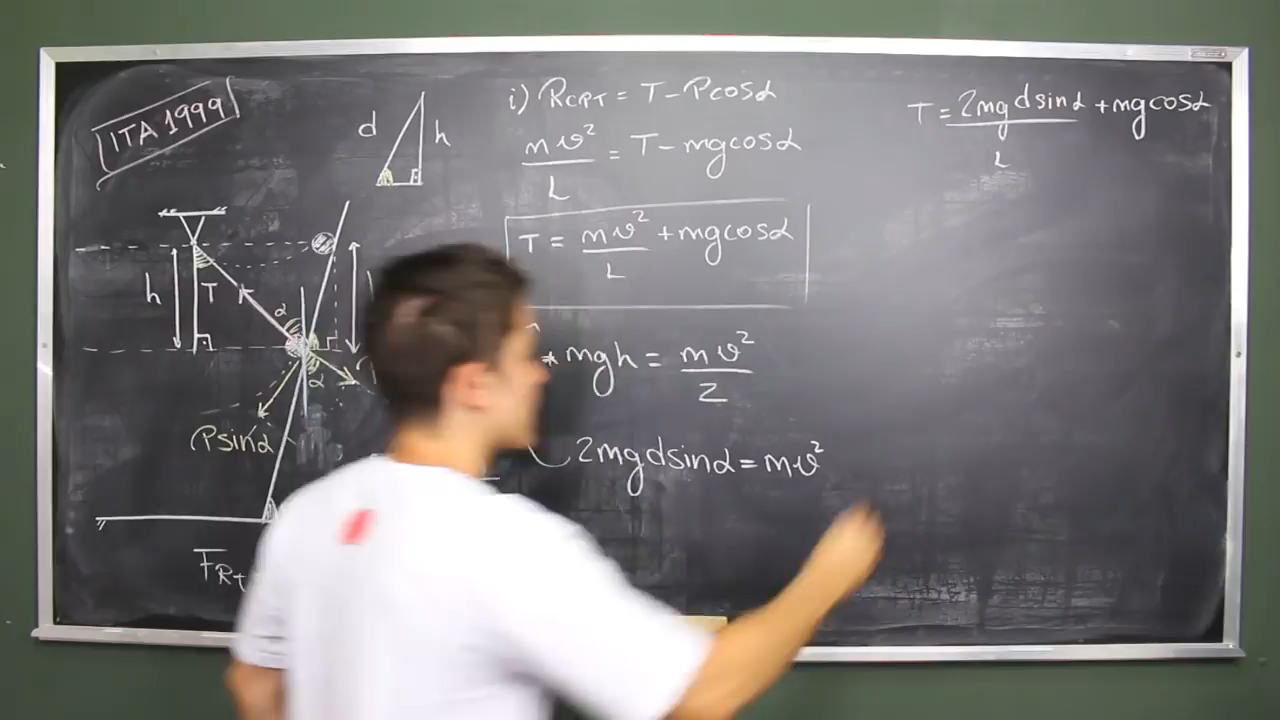 ITA 1999
d
h
h
T
α
α
Psinα
F_Rt
i) R_CPT = T - Pcosα
mv²/L = T - mgcosα
T = mv²/L + mgcosα
* mgh = mv²/2
2mgdsinα = mv²
T = 2mgdsinα/L + mgcosα